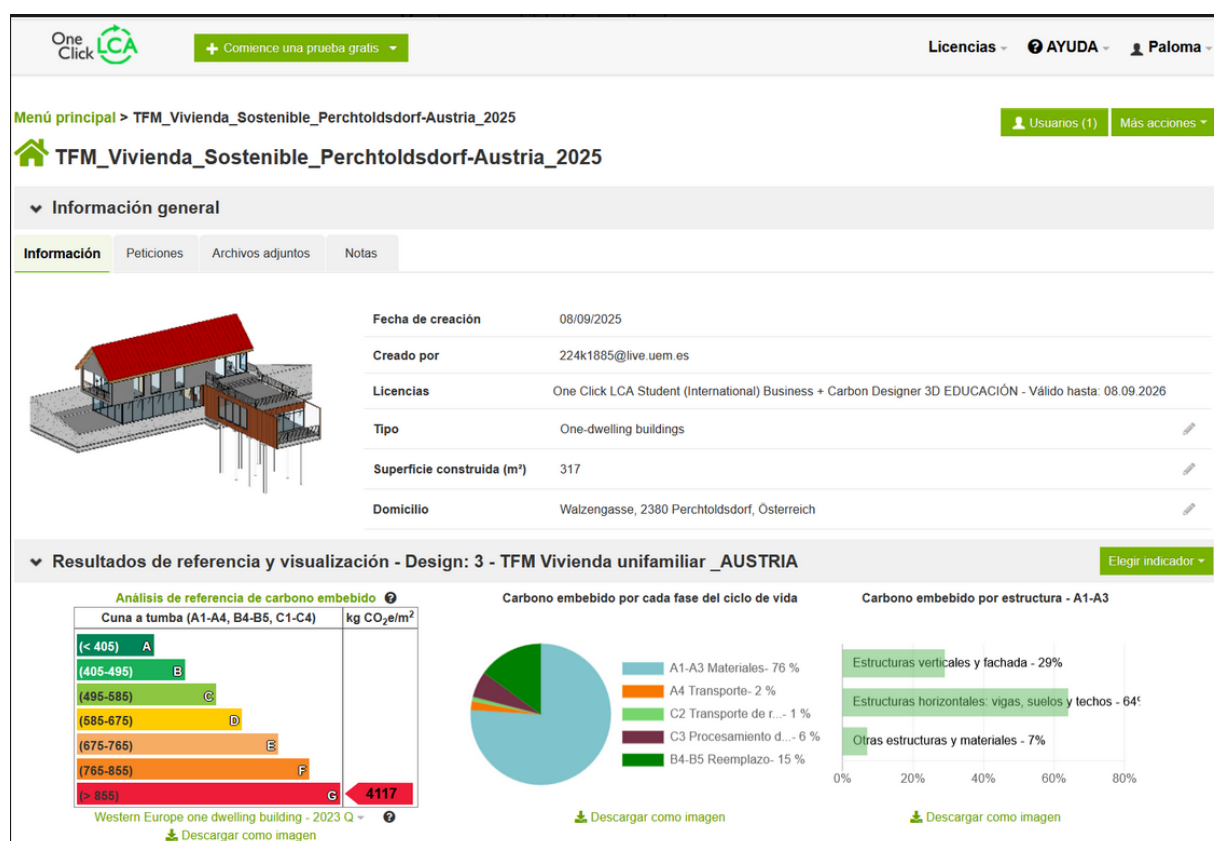 One Click LCA
Comience una prueba gratis
Licencias
AYUDA
Paloma
Menú principal > TFM_Vivienda_Sostenible_Perchtoldsdorf-Austria_2025
Usuarios (1)
Más acciones
TFM_Vivienda_Sostenible_Perchtoldsdorf-Austria_2025
Información general
Información
Peticiones
Archivos adjuntos
Notas
Fecha de creación 08/09/2025
Creado por 224k1885@live.uem.es
Licencias One Click LCA Student (International) Business + Carbon Designer 3D EDUCACIÓN - Válido hasta: 08.09.2026
Tipo One-dwelling buildings
Superficie construida (m²) 317
Domicilio Walzengasse, 2380 Perchtoldsdorf, Österreich
Resultados de referencia y visualización - Design: 3 - TFM Vivienda unifamiliar _AUSTRIA
Elegir indicador
Análisis de referencia de carbono embebido ?
Cuna a tumba (A1-A4, B4-B5, C1-C4) kg CO₂e/m²
(< 405) A
(405-495) B
(495-585) C
(585-675) D
(675-765) E
(765-855) F
(> 855) G 4117
Western Europe one dwelling building - 2023 Q ?
Descargar como imagen
Carbono embebido por cada fase del ciclo de vida
A1-A3 Materiales- 76 %
A4 Transporte- 2 %
C2 Transporte de r...- 1 %
C3 Procesamiento d...- 6 %
B4-B5 Reemplazo- 15 %
Descargar como imagen
Carbono embebido por estructura - A1-A3
Estructuras verticales y fachada - 29%
Estructuras horizontales: vigas, suelos y techos - 64%
Otras estructuras y materiales - 7%
0% 20% 40% 60% 80%
Descargar como imagen